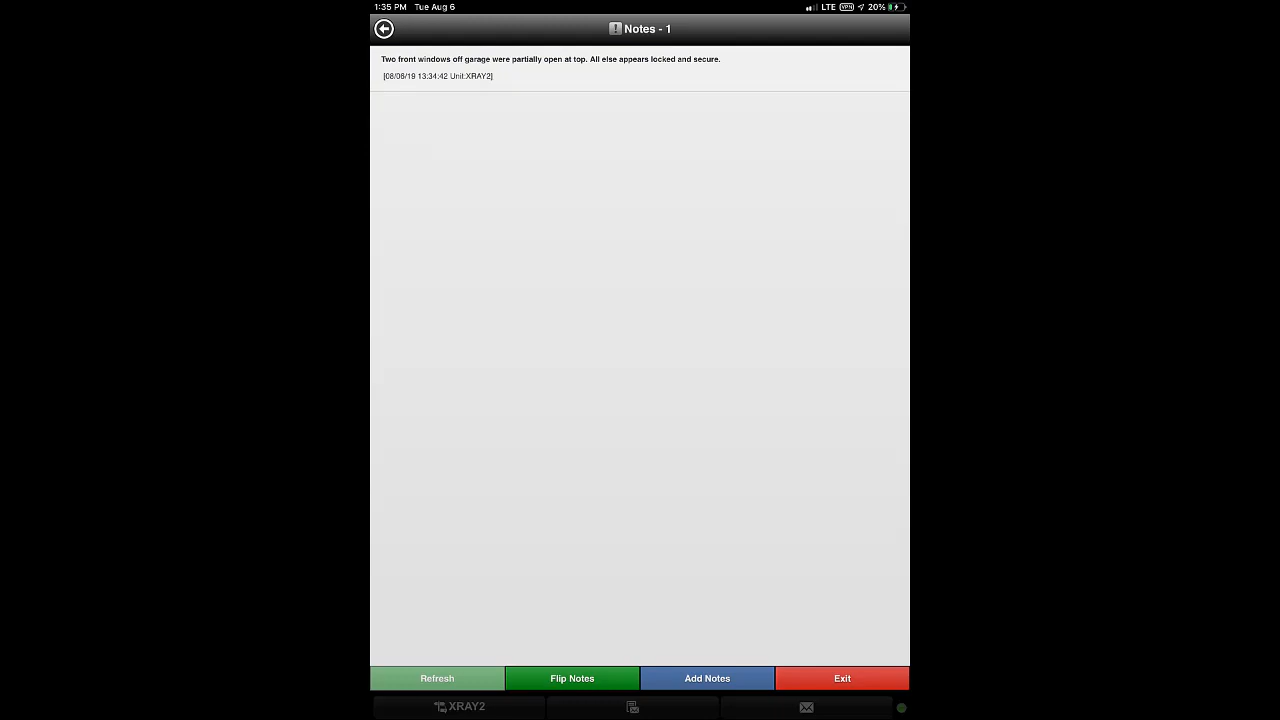 1:35 PM Tue Aug 6 LTE VPN 20%
! Notes - 1
Two front windows off garage were partially open at top. All else appears locked and secure.
[08/06/19 13:34:42 Unit:XRAY2]
Refresh Flip Notes Add Notes Exit
XRAY2